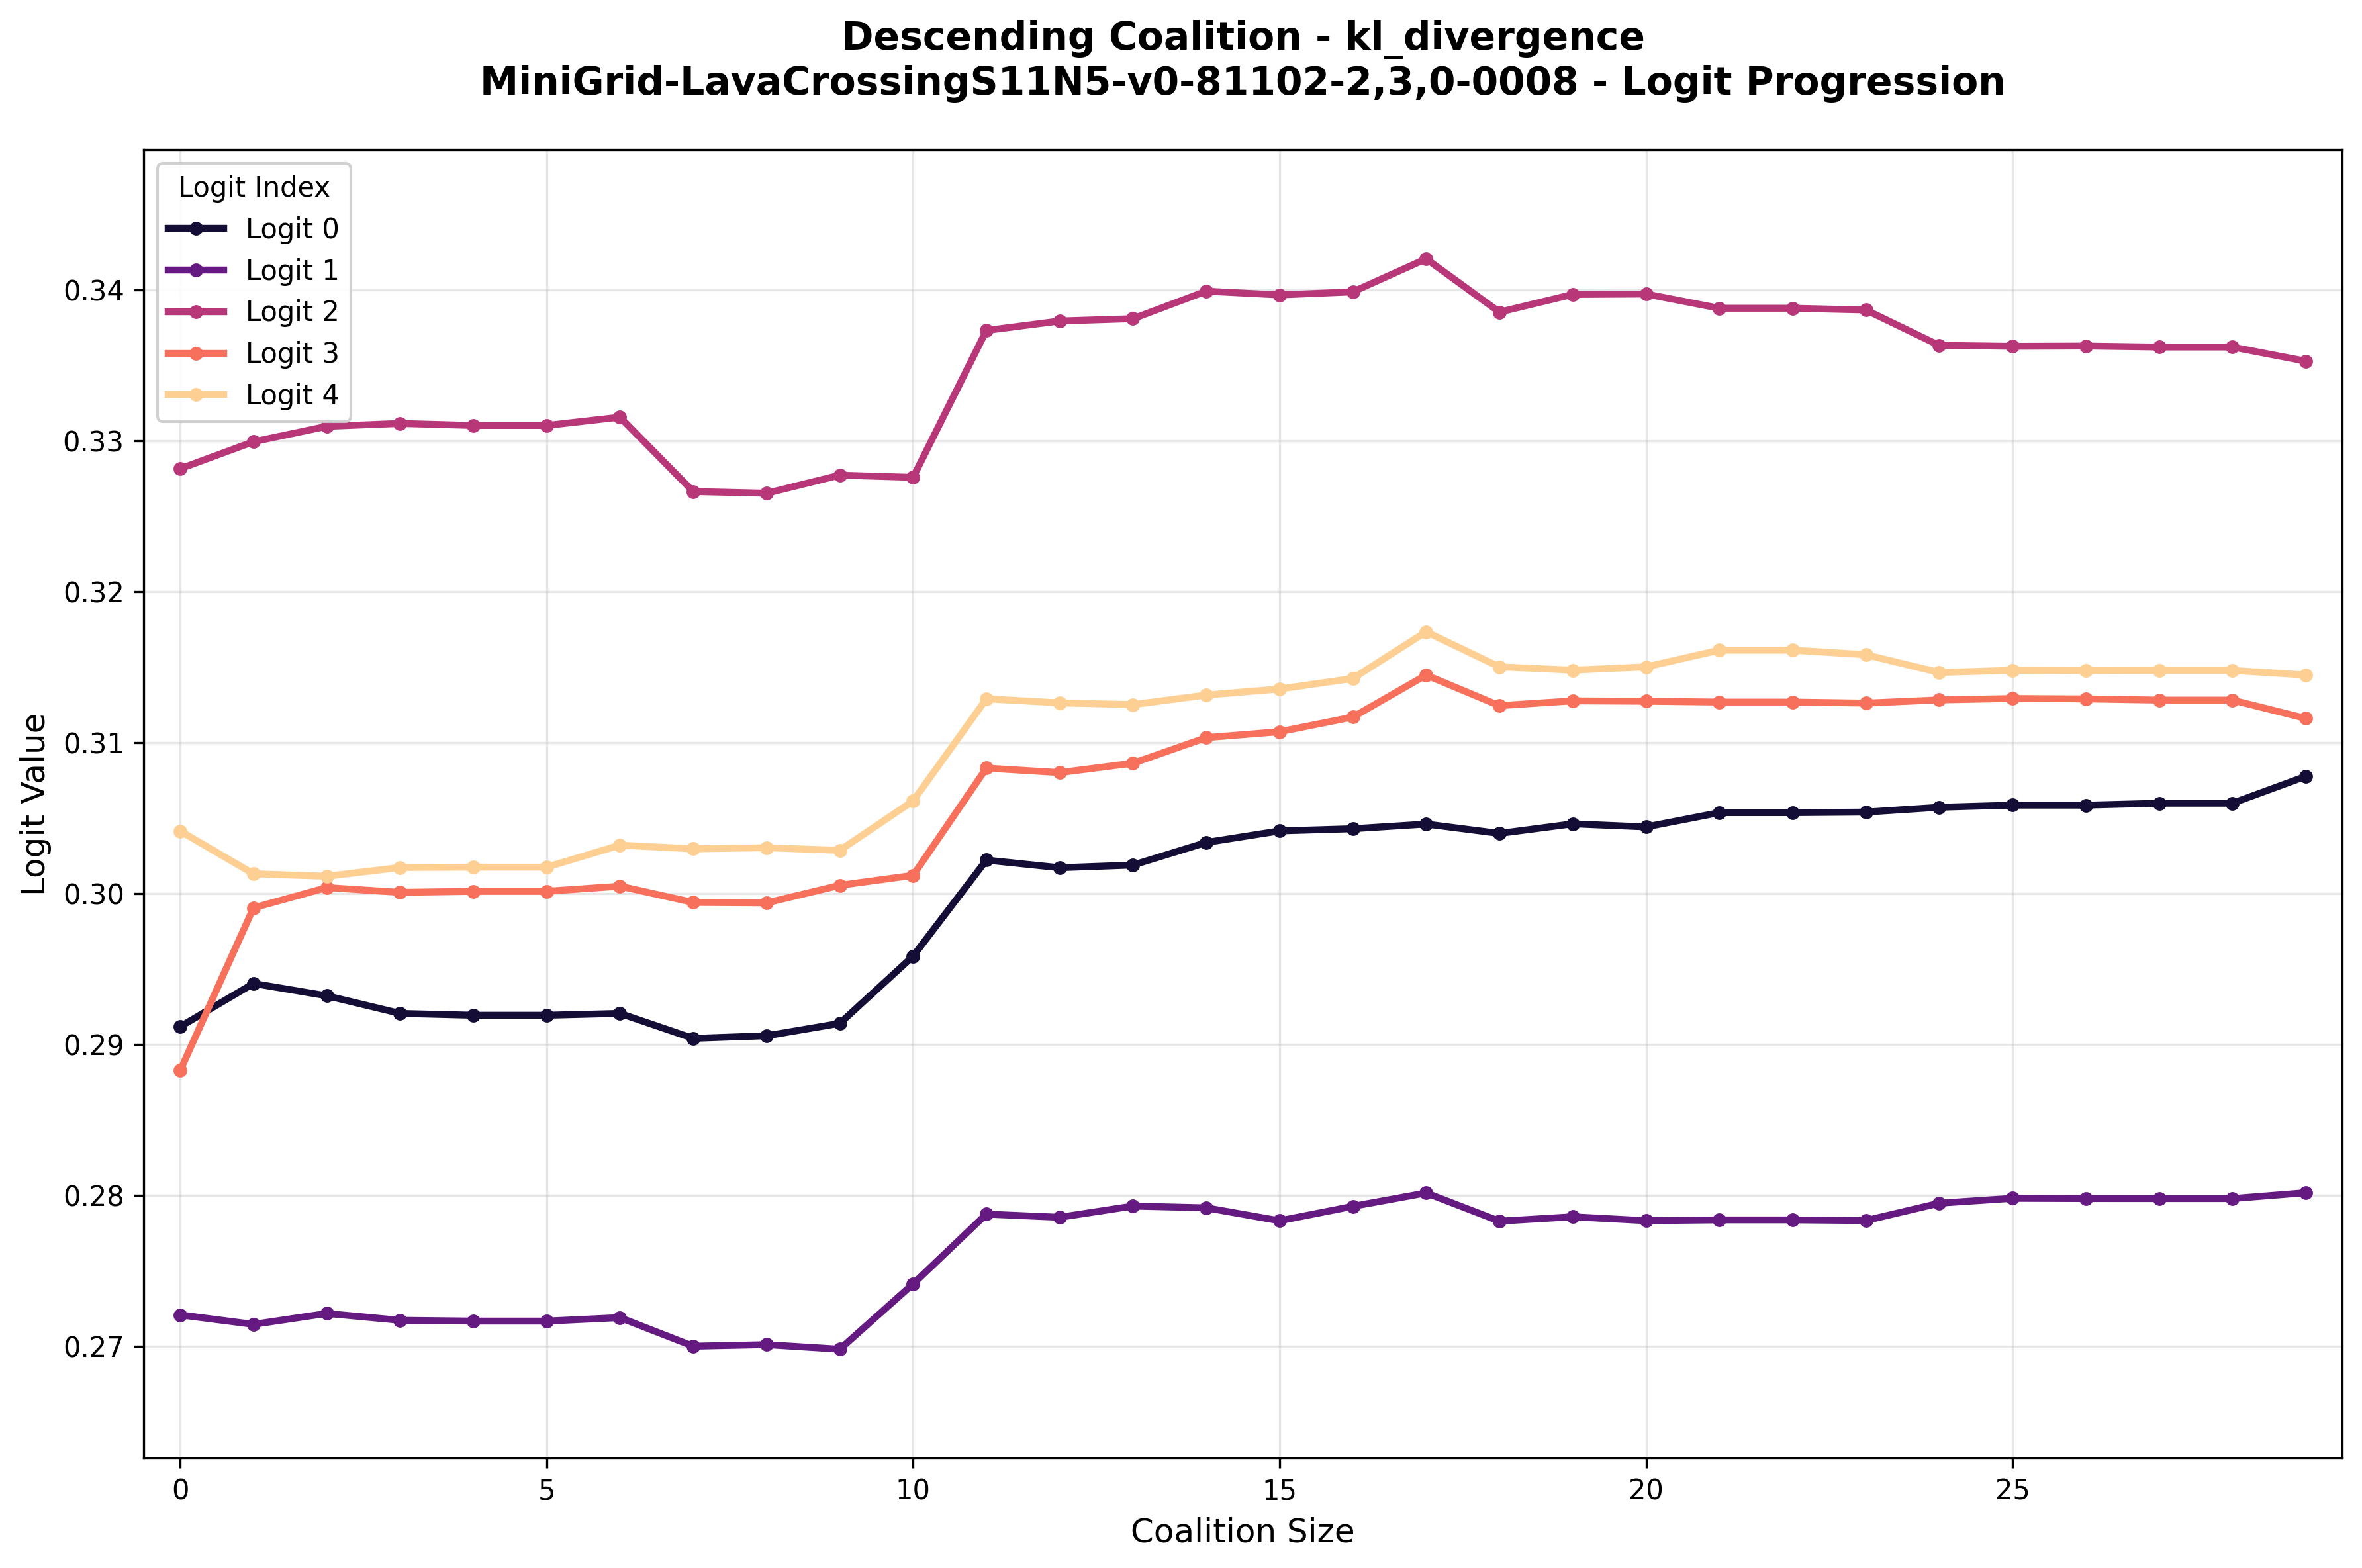 Descending Coalition - kl_divergence
MiniGrid-LavaCrossingS11N5-v0-81102-2,3,0-0008 - Logit Progression
Logit Index
Logit 0
Logit 1
Logit 2
Logit 3
Logit 4
0.34
0.33
0.32
0.31
0.30
0.29
0.28
0.27
Logit Value
0 5 10 15 20 25
Coalition Size